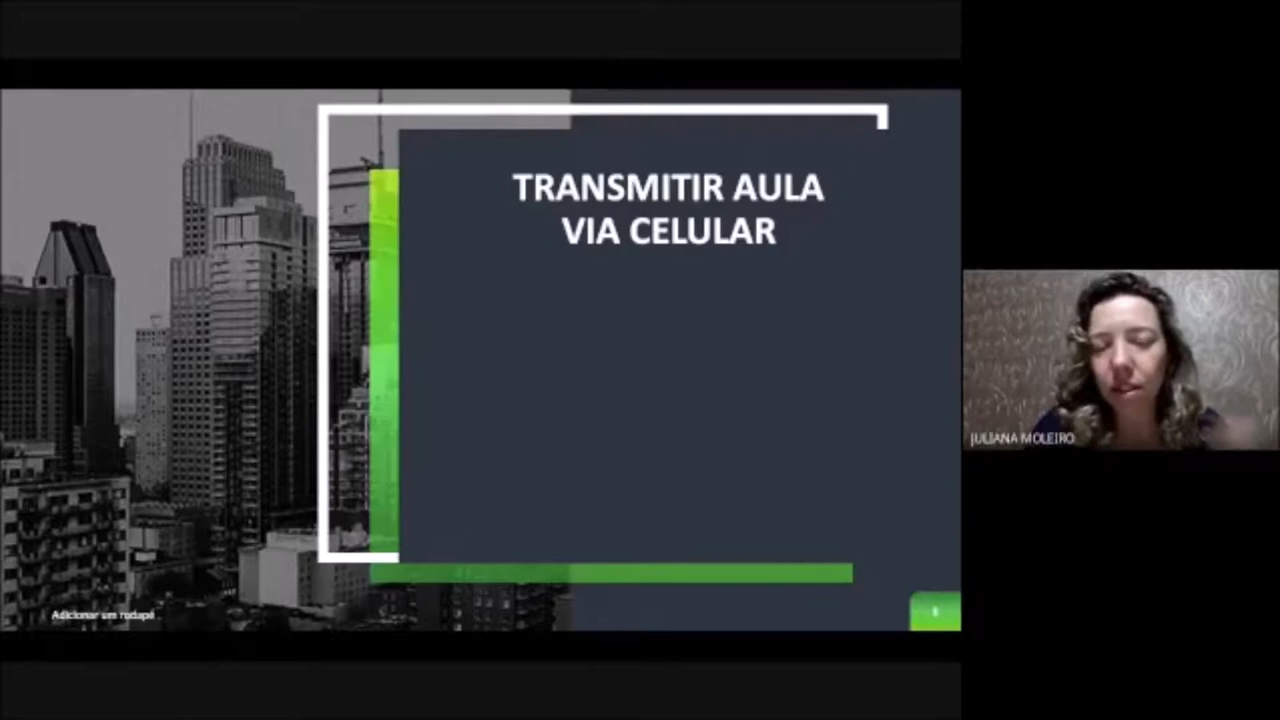 TRANSMITIR AULA
VIA CELULAR
JULIANA MOLEIRO
Adicionar um rodapé